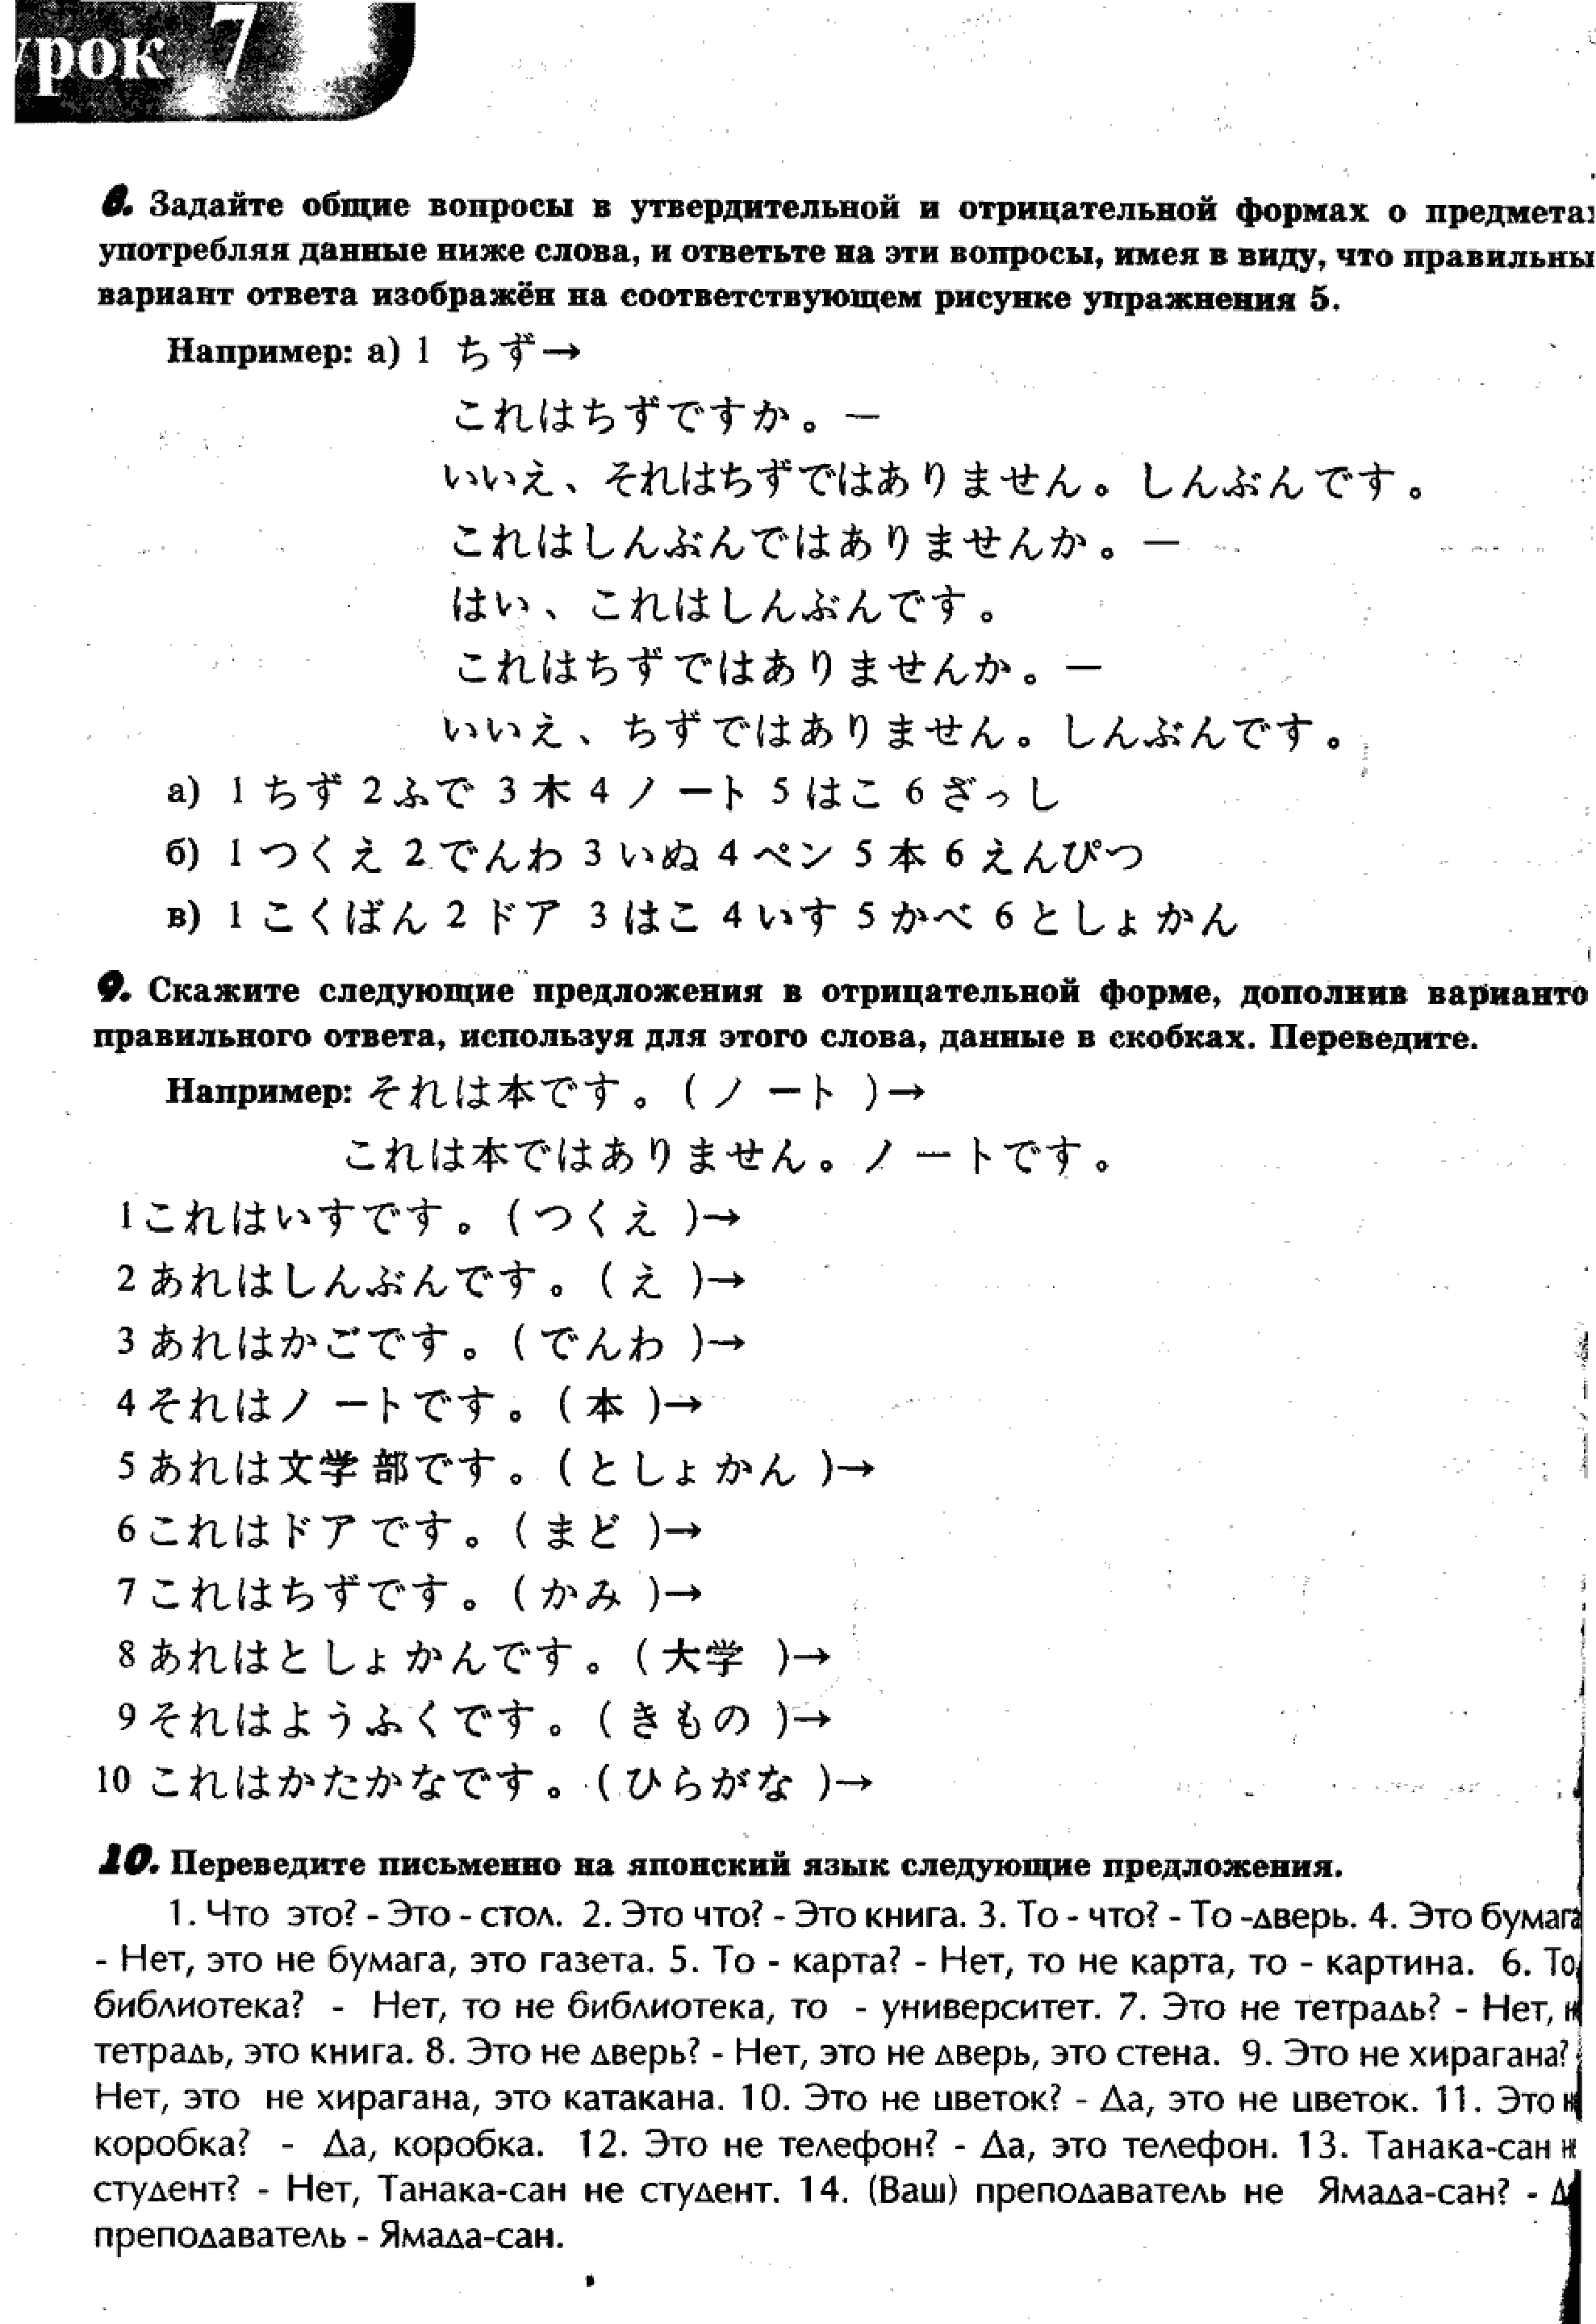 урок 7
8. Задайте общие вопросы в утвердительной и отрицательной формах о
употребляя данные ниже слова, и ответьте на эти вопросы, имея в виду, что
вариант ответа изображён на соответствующем рисунке упражнения 5.
Например: а) 1 ちず→
これはちずですか。－
いいえ、それはちずではありません。しんぶんです。
これはしんぶんではありませんか。－
はい、これはしんぶんです。
これはちずではありませんか。－
いいえ、ちずではありません。しんぶんです。
а) 1 ちず 2 ふで 3 木 4 ノート 5 はこ 6 ざっし
б) 1 つくえ 2 でんわ 3 いぬ 4 ペン 5 本 6 えんぴつ
в) 1 こくばん 2 ドア 3 はこ 4 いす 5 かべ 6 としょかん
9. Скажите следующие предложения в отрицательной форме, дополнив варианто
правильного ответа, используя для этого слова, данные в скобках. Переведите.
Например: それは本です。(ノート)→
これは本ではありません。ノートです。
1 これはいすです。(つくえ)→
2 あれはしんぶんです。(え)→
3 あれはかごです。(でんわ)→
4 それはノートです。(本)→
5 あれは文学部です。(としょかん)→
6 これはドアです。(まど)→
7 これはちずです。(かみ)→
8 あれはとしょかんです。(大学)→
9 それはようふくです。(きもの)→
10 これはかたかなです。(ひらがな)→
10. Переведите письменно на японский язык следующие предложения.
1. Что это? - Это - стол. 2. Это что? - Это книга. 3. То - что? - То -дверь. 4. Это бумага
- Нет, это не бумага, это газета. 5. То - карта? - Нет, то не карта, то - картина. 6. То
библиотека? - Нет, то не библиотека, то - университет. 7. Это не тетрадь? - Нет,
тетрадь, это книга. 8. Это не дверь? - Нет, это не дверь, это стена. 9. Это не хирагана?
Нет, это не хирагана, это катакана. 10. Это не цветок? - Да, это не цветок. 11. Это
коробка? - Да, коробка. 12. Это не телефон? - Да, это телефон. 13. Танака-сан
студент? - Нет, Танака-сан не студент. 14. (Ваш) преподаватель не Ямада-сан? -
преподаватель - Ямада-сан.